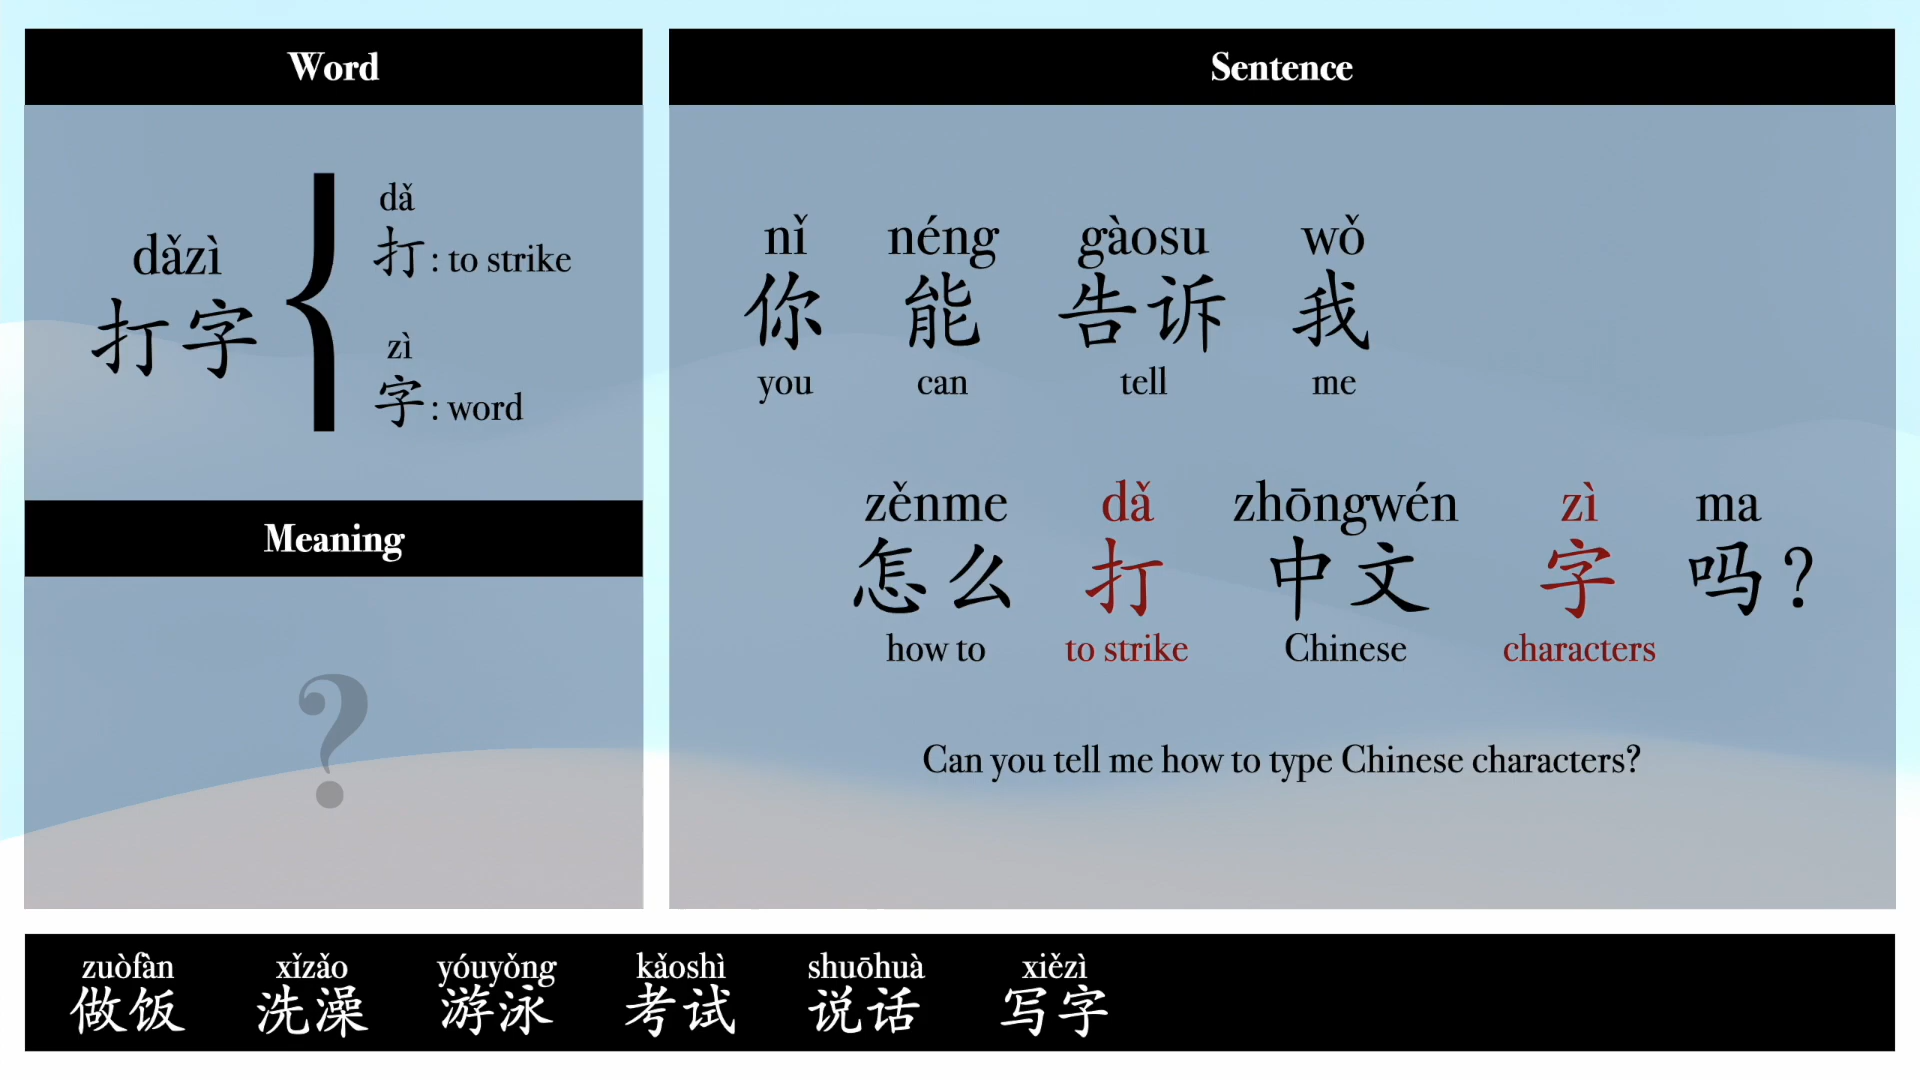 Word
dǎzì
打字
dǎ
打 : to strike
zì
字 : word
Meaning
?
Sentence
nǐ néng gàosu wǒ
你 能 告诉 我
you can tell me
zěnme dǎ zhōngwén zì ma
怎么 打 中文 字 吗？
how to to strike Chinese characters
Can you tell me how to type Chinese characters?
zuòfàn xǐzǎo yóuyǒng kǎoshì shuōhuà xiězì
做饭 洗澡 游泳 考试 说话 写字